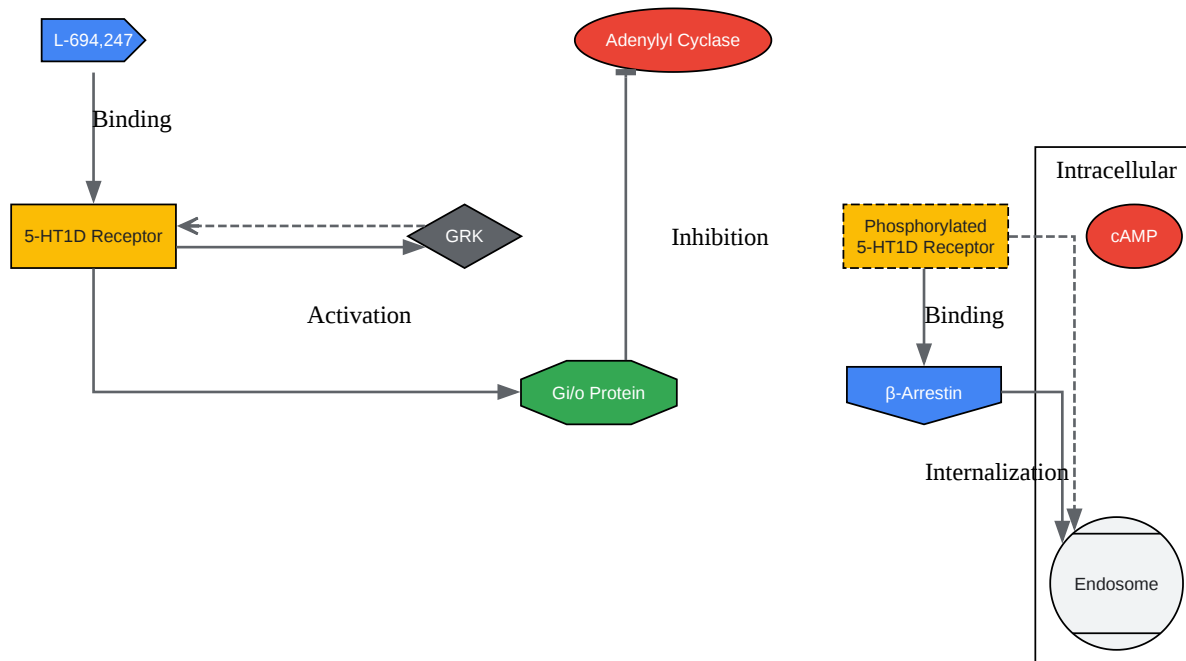 L-694,247
Adenylyl Cyclase
Binding
Intracellular
5-HT1D Receptor
GRK
Inhibition
Phosphorylated
5-HT1D Receptor
cAMP
Activation
Binding
Gi/o Protein
β-Arrestin
Internalization
Endosome